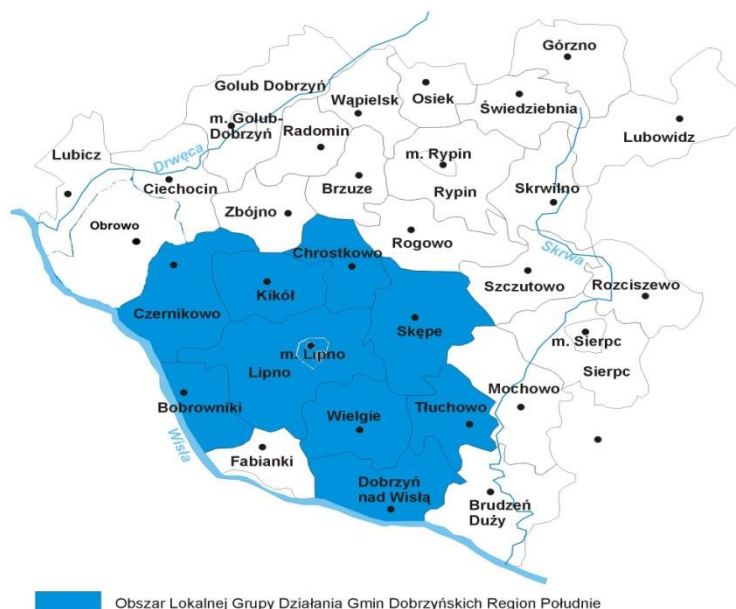 Górzno
Golub Dobrzyń
Wąpielsk
Osiek
Świedziebnia
m. Golub-
Dobrzyń
Radomin
Lubowidz
Lubicz
Drwęca
m. Rypin
Ciechocin
Brzuze
Rypin
Skrwilno
Zbójno
Obrowo
Rogowo
Chrostkowo
Skrwa
Szczutowo
Rozciszewo
Kikół
Czernikowo
Skępe
m. Sierpc
m. Lipno
Lipno
Sierpc
Mochowo
Bobrowniki
Wielgie
Tłuchowo
Wisła
Fabianki
Dobrzyń
nad Wisłą
Brudzeń
Duży
Obszar Lokalnej Grupy Działania Gmin Dobrzyńskich Region Południe